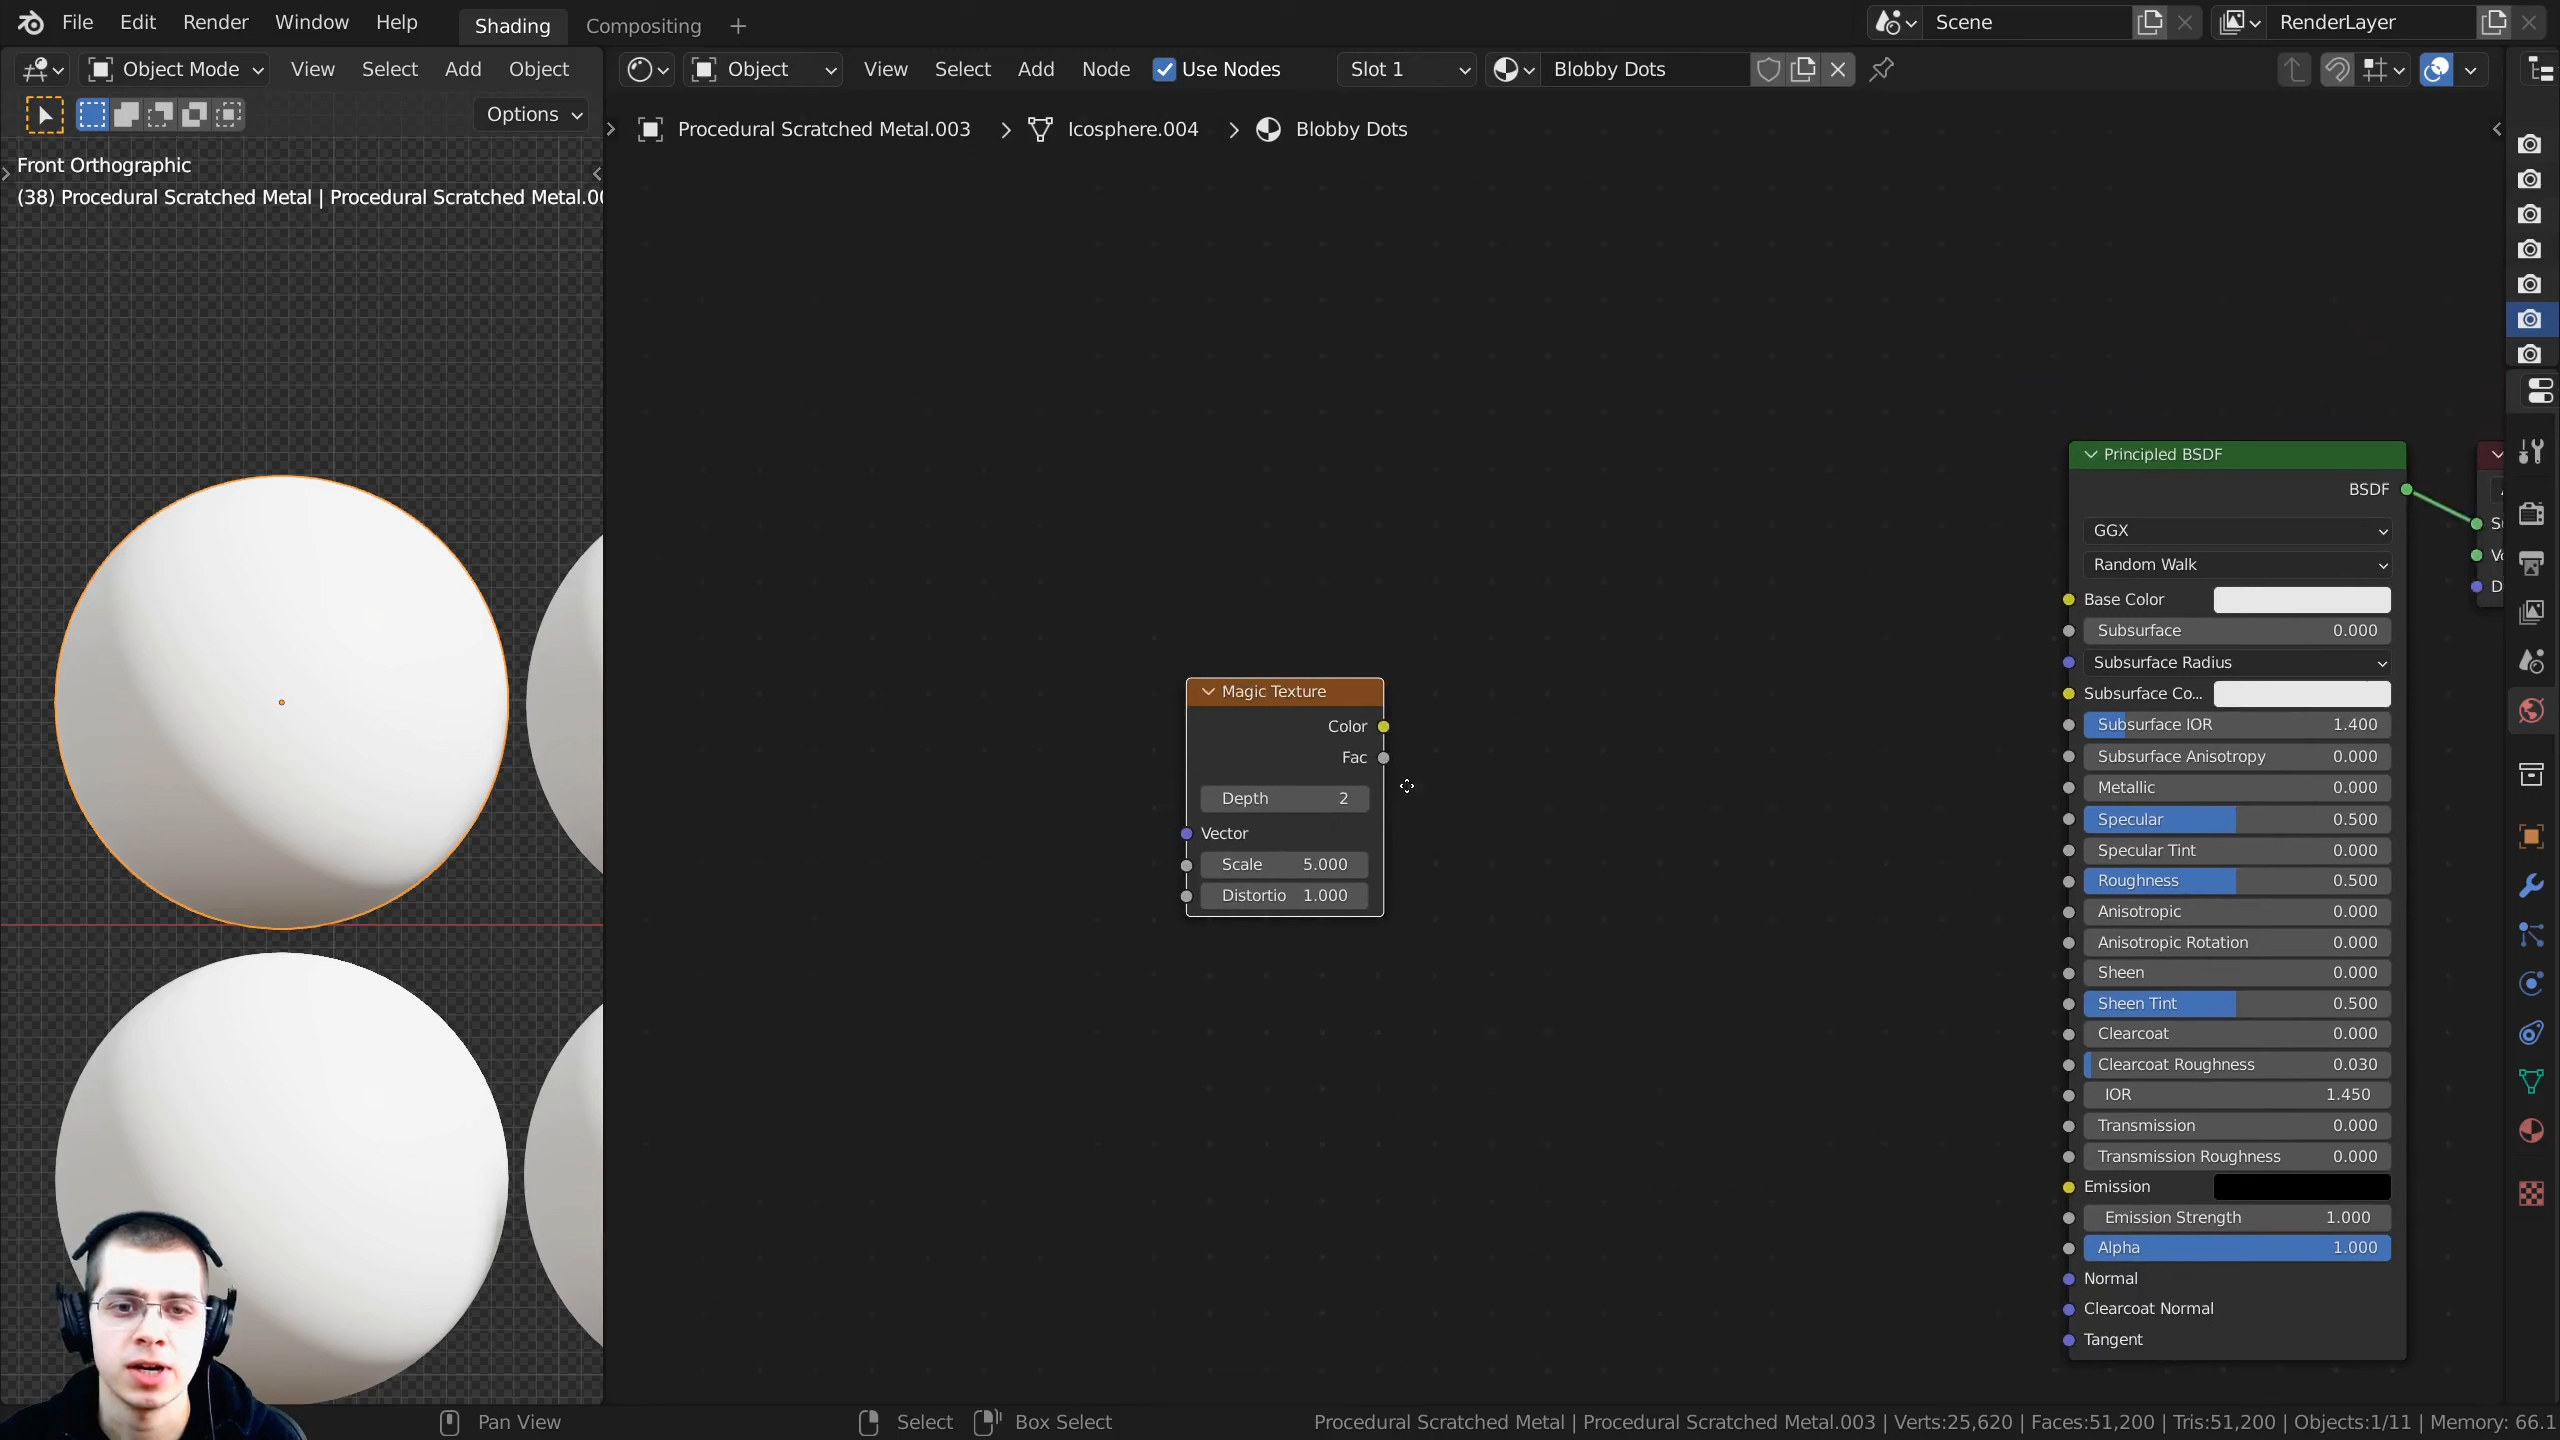 File Edit Render Window Help Shading Compositing + Scene RenderLayer
Object Mode View Select Add Object
Options
Front Orthographic
(38) Procedural Scratched Metal | Procedural Scratched Metal.00
Object View Select Add Node Use Nodes Slot 1 Blobby Dots
Procedural Scratched Metal.003 > Icosphere.004 > Blobby Dots
Magic Texture
Color
Fac
Depth 2
Vector
Scale 5.000
Distortio 1.000
Principled BSDF
BSDF
GGX
Random Walk
Base Color
Subsurface 0.000
Subsurface Radius
Subsurface Co...
Subsurface IOR 1.400
Subsurface Anisotropy 0.000
Metallic 0.000
Specular 0.500
Specular Tint 0.000
Roughness 0.500
Anisotropic 0.000
Anisotropic Rotation 0.000
Sheen 0.000
Sheen Tint 0.500
Clearcoat 0.000
Clearcoat Roughness 0.030
IOR 1.450
Transmission 0.000
Transmission Roughness 0.000
Emission
Emission Strength 1.000
Alpha 1.000
Normal
Clearcoat Normal
Tangent
Pan View Select Box Select
Procedural Scratched Metal | Procedural Scratched Metal.003 | Verts:25,620 | Faces:51,200 | Tris:51,200 | Objects:1/11 | Memory: 66.1